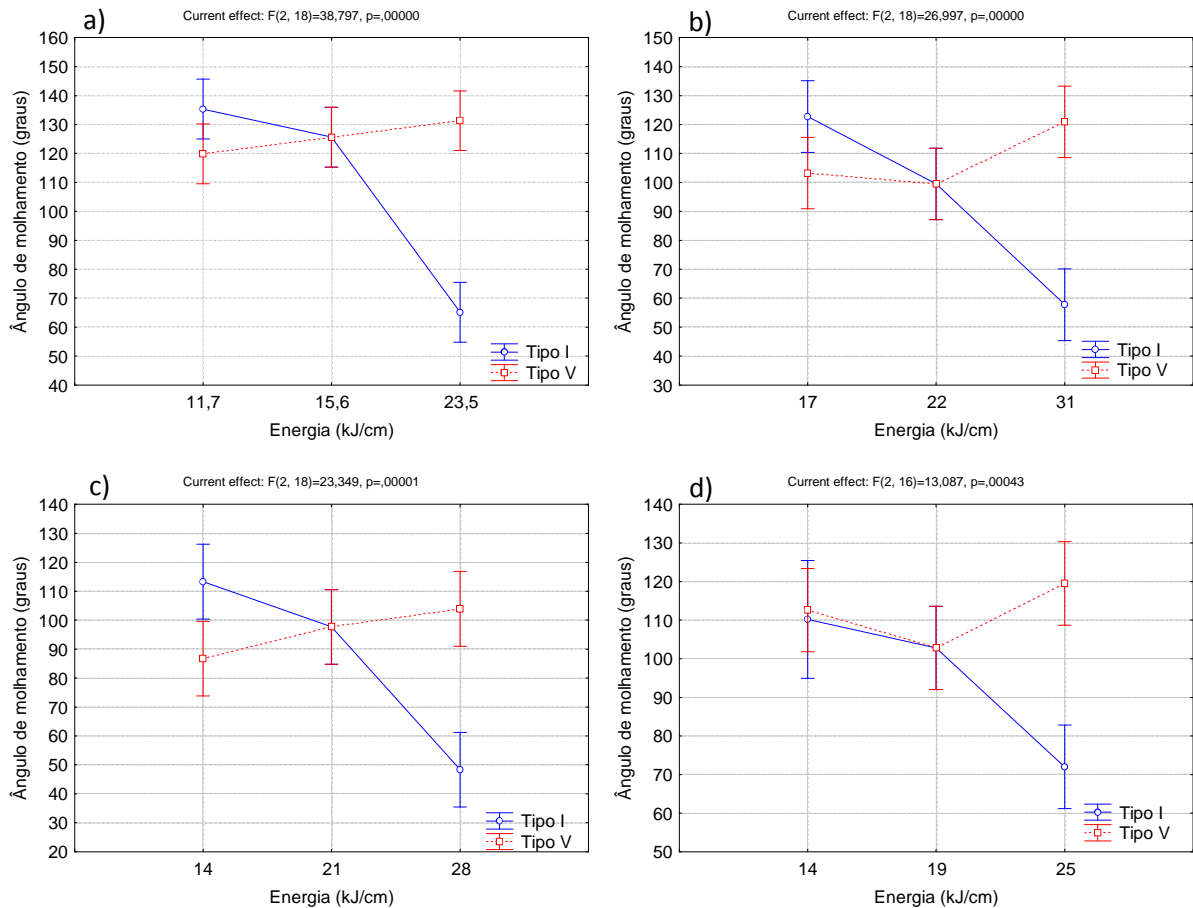 a)
Current effect: F(2, 18)=38,797, p=,00000
160
150
140
130
120
110
100
90
80
70
60
50
40
Ângulo de molhamento (graus)
11,7 15,6 23,5
Energia (kJ/cm)
Tipo I
Tipo V
b)
Current effect: F(2, 18)=26,997, p=,00000
150
140
130
120
110
100
90
80
70
60
50
40
30
Ângulo de molhamento (graus)
17 22 31
Energia (kJ/cm)
Tipo I
Tipo V
c)
Current effect: F(2, 18)=23,349, p=,00001
140
130
120
110
100
90
80
70
60
50
40
30
20
Ângulo de molhamento (graus)
14 21 28
Energia (kJ/cm)
Tipo I
Tipo V
d)
Current effect: F(2, 16)=13,087, p=,00043
140
130
120
110
100
90
80
70
60
50
Ângulo de molhamento (graus)
14 19 25
Energia (kJ/cm)
Tipo I
Tipo V